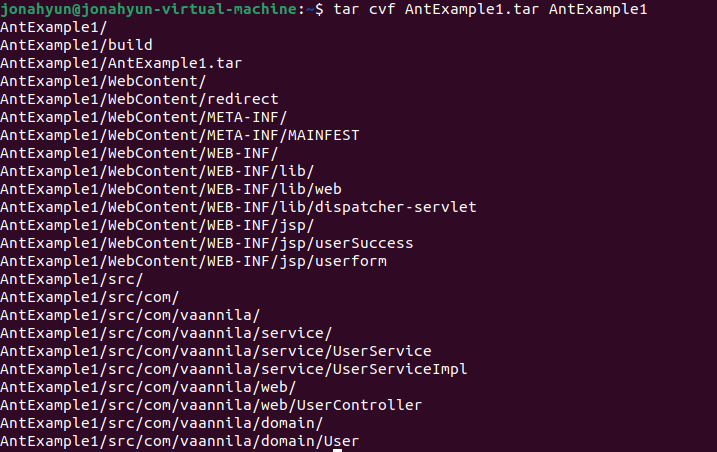 jonahyun@jonahyun-virtual-machine:~$ tar cvf AntExample1.tar AntExample1
AntExample1/
AntExample1/build
AntExample1/AntExample1.tar
AntExample1/WebContent/
AntExample1/WebContent/redirect
AntExample1/WebContent/META-INF/
AntExample1/WebContent/META-INF/MAINFEST
AntExample1/WebContent/WEB-INF/
AntExample1/WebContent/WEB-INF/lib/
AntExample1/WebContent/WEB-INF/lib/web
AntExample1/WebContent/WEB-INF/lib/dispatcher-servlet
AntExample1/WebContent/WEB-INF/jsp/
AntExample1/WebContent/WEB-INF/jsp/userSuccess
AntExample1/WebContent/WEB-INF/jsp/userform
AntExample1/src/
AntExample1/src/com/
AntExample1/src/com/vaannila/
AntExample1/src/com/vaannila/service/
AntExample1/src/com/vaannila/service/UserService
AntExample1/src/com/vaannila/service/UserServiceImpl
AntExample1/src/com/vaannila/web/
AntExample1/src/com/vaannila/web/UserController
AntExample1/src/com/vaannila/domain/
AntExample1/src/com/vaannila/domain/User